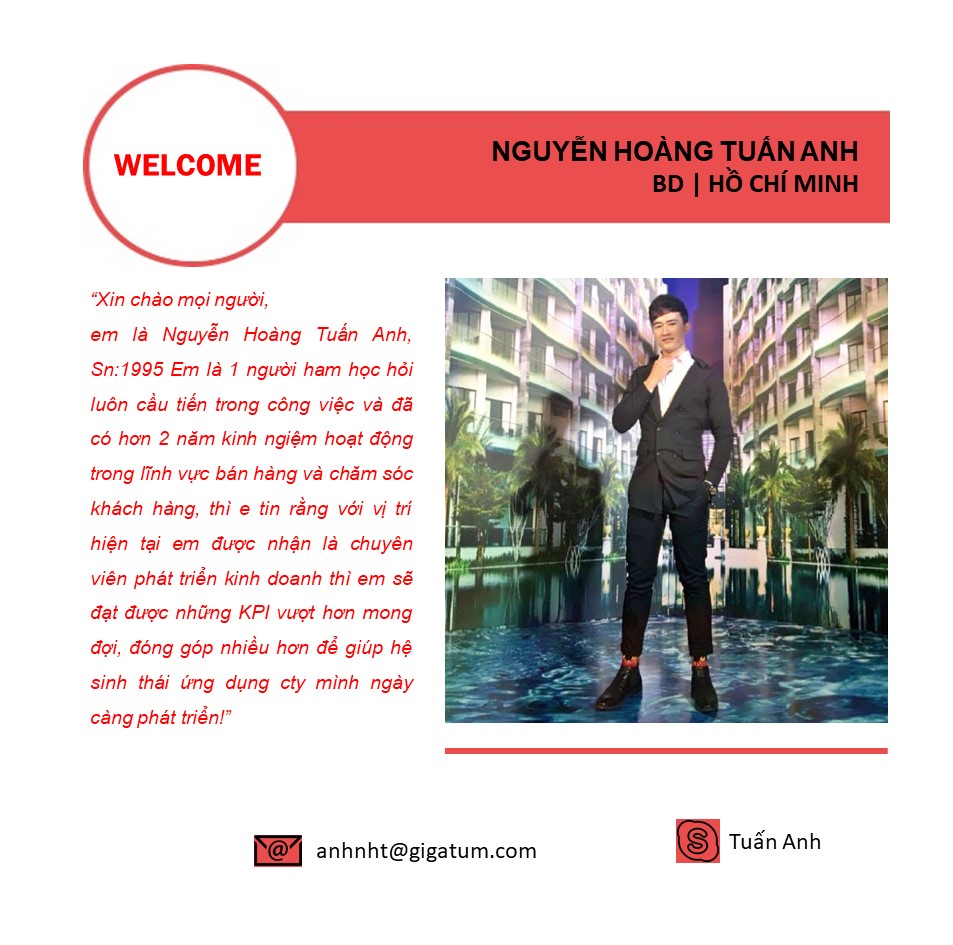 WELCOME
NGUYỄN HOÀNG TUẤN ANH
BD | HỒ CHÍ MINH
“Xin chào mọi người,
em là Nguyễn Hoàng Tuấn Anh,
Sn:1995 Em là 1 người ham học hỏi
luôn cầu tiến trong công việc và đã
có hơn 2 năm kinh ngiệm hoạt động
trong lĩnh vực bán hàng và chăm sóc
khách hàng, thì e tin rằng với vị trí
hiện tại em được nhận là chuyên
viên phát triển kinh doanh thì em sẽ
đạt được những KPI vượt hơn mong
đợi, đóng góp nhiều hơn để giúp hệ
sinh thái ứng dụng cty mình ngày
càng phát triển!”
anhnht@gigatum.com
Tuấn Anh